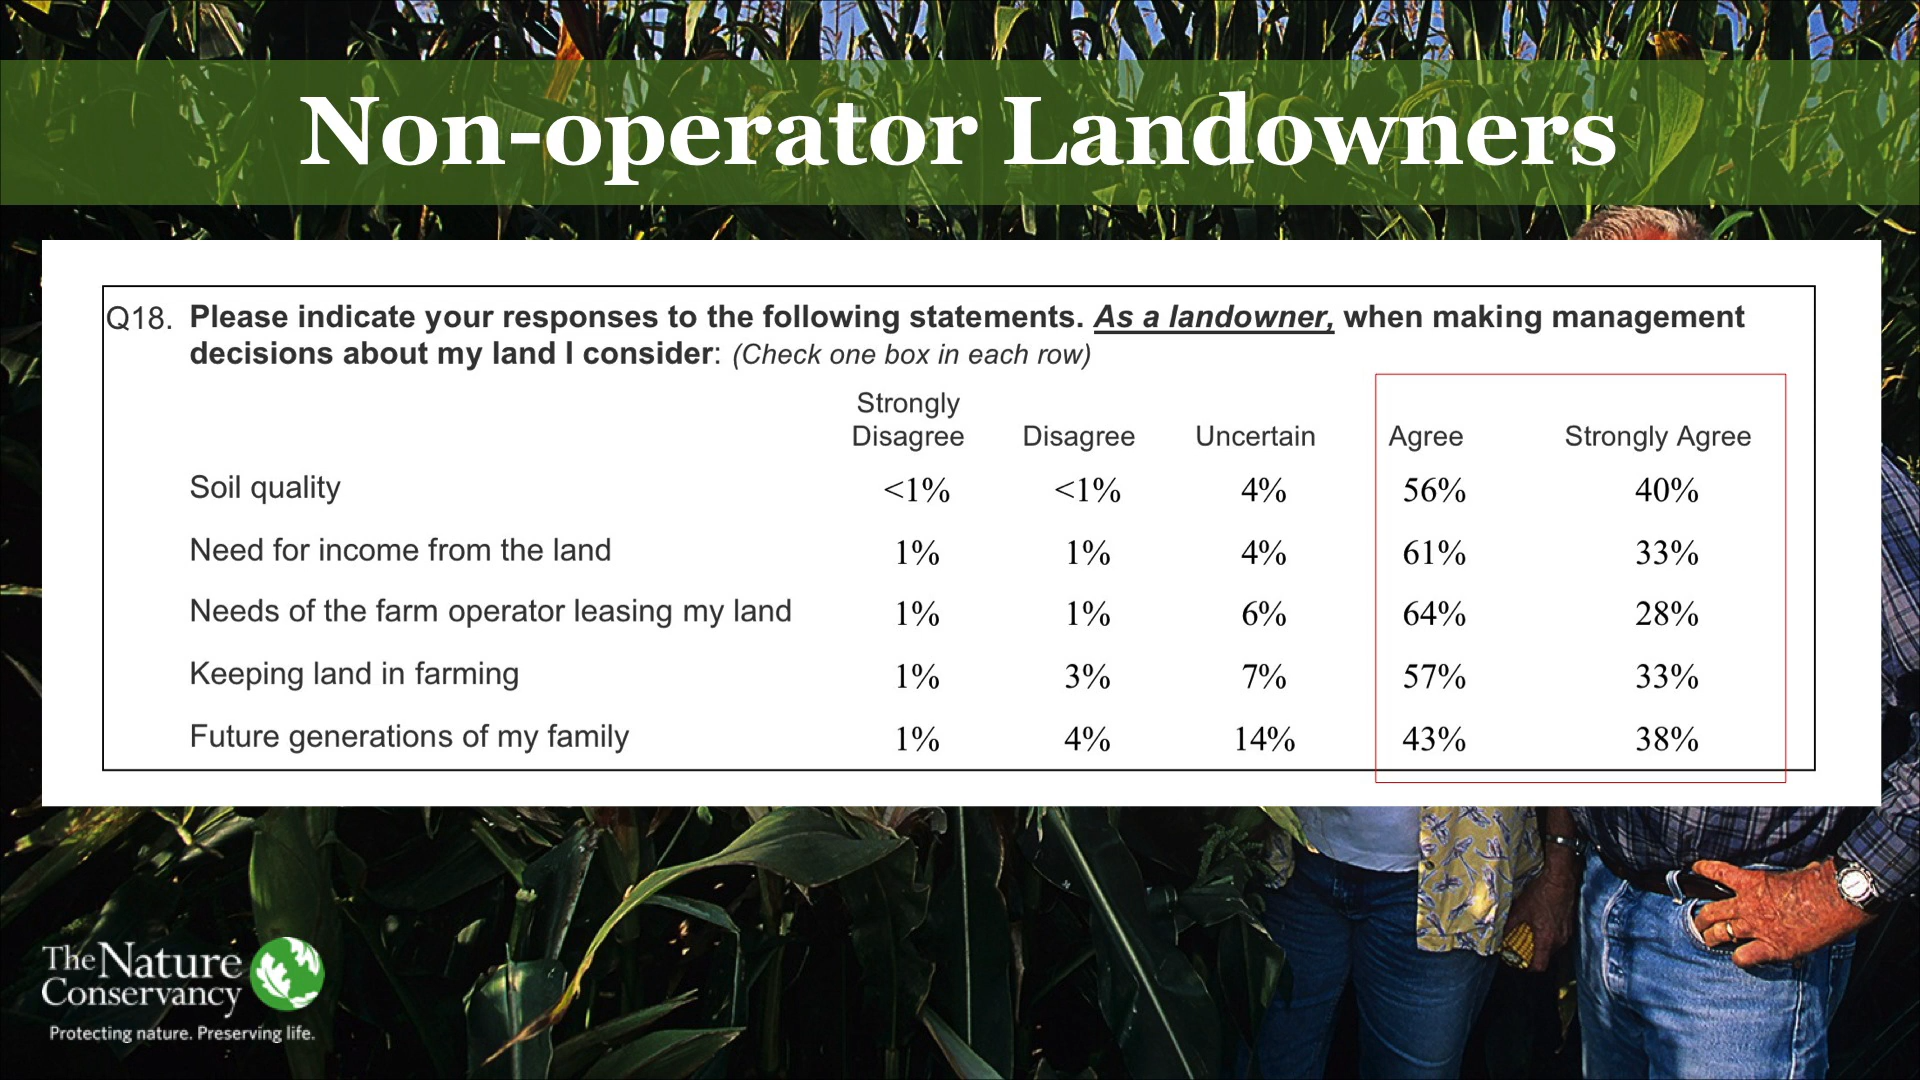 Non-operator Landowners
Q18. Please indicate your responses to the following statements. As a landowner, when making management
decisions about my land I consider: (Check one box in each row)
Strongly
Disagree Disagree Uncertain Agree Strongly Agree
Soil quality <1% <1% 4% 56% 40%
Need for income from the land 1% 1% 4% 61% 33%
Needs of the farm operator leasing my land 1% 1% 6% 64% 28%
Keeping land in farming 1% 3% 7% 57% 33%
Future generations of my family 1% 4% 14% 43% 38%
The Nature
Conservancy
Protecting nature. Preserving life.